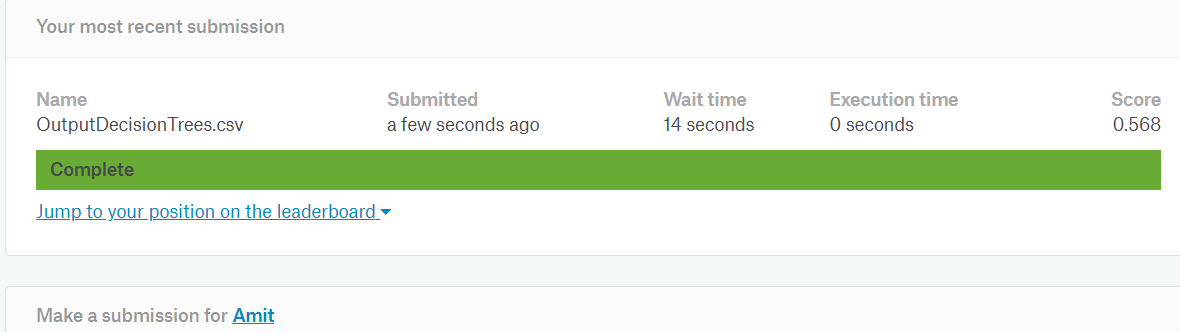 Your most recent submission
Name Submitted Wait time Execution time Score
OutputDecisionTrees.csv a few seconds ago 14 seconds 0 seconds 0.568
Complete
Jump to your position on the leaderboard
Make a submission for Amit